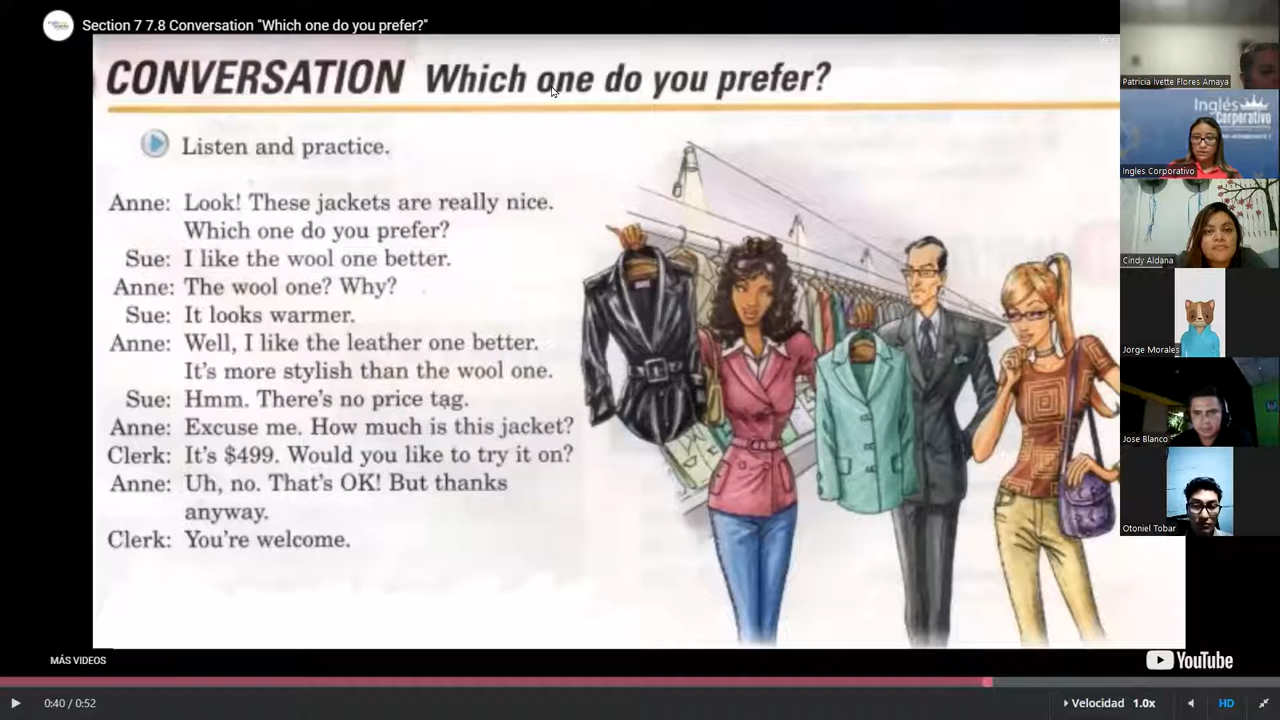 Section 7 7.8 Conversation "Which one do you prefer?"
CONVERSATION Which one do you prefer?
Listen and practice.
Anne: Look! These jackets are really nice.
Which one do you prefer?
Sue: I like the wool one better.
Anne: The wool one? Why?
Sue: It looks warmer.
Anne: Well, I like the leather one better.
It's more stylish than the wool one.
Sue: Hmm. There's no price tag.
Anne: Excuse me. How much is this jacket?
Clerk: It's $499. Would you like to try it on?
Anne: Uh, no. That's OK! But thanks
anyway.
Clerk: You're welcome.
MÁS VIDEOS
YouTube
0:40 / 0:52
Velocidad 1.0x
HD
Patricia Ivette Flores Amaya
Inglés
Corporativo
Ingles Corporativo
Cindy Aldana
Jorge Morales
Jose Blanco
Otoniel Tobar